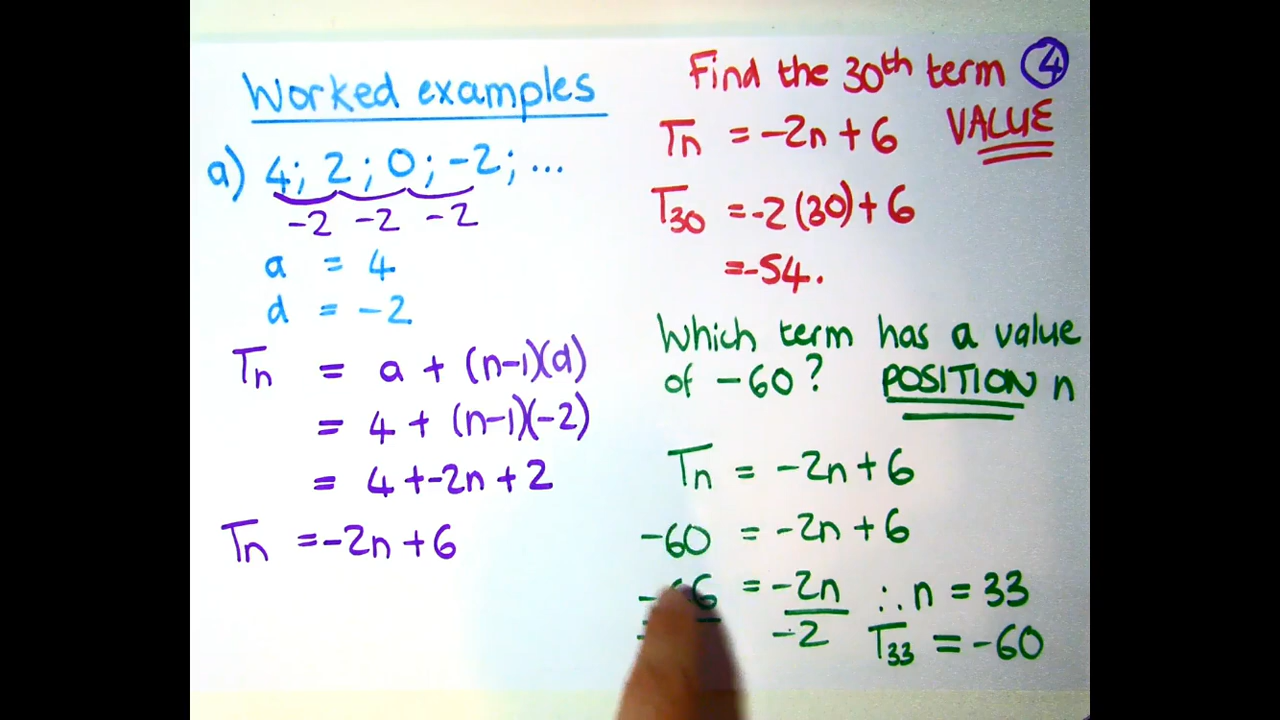 Worked examples
a) 4; 2; 0; -2; ...
-2 -2 -2
a = 4
d = -2
Tn = a + (n-1)(d)
= 4 + (n-1)(-2)
= 4 + -2n + 2
Tn = -2n + 6
Find the 30th term 4
Tn = -2n + 6 VALUE
T30 = -2(30) + 6
= -54.
Which term has a value
of -60? POSITION n
Tn = -2n + 6
-60 = -2n + 6
= -2n ∴ n = 33
-2 T33 = -60